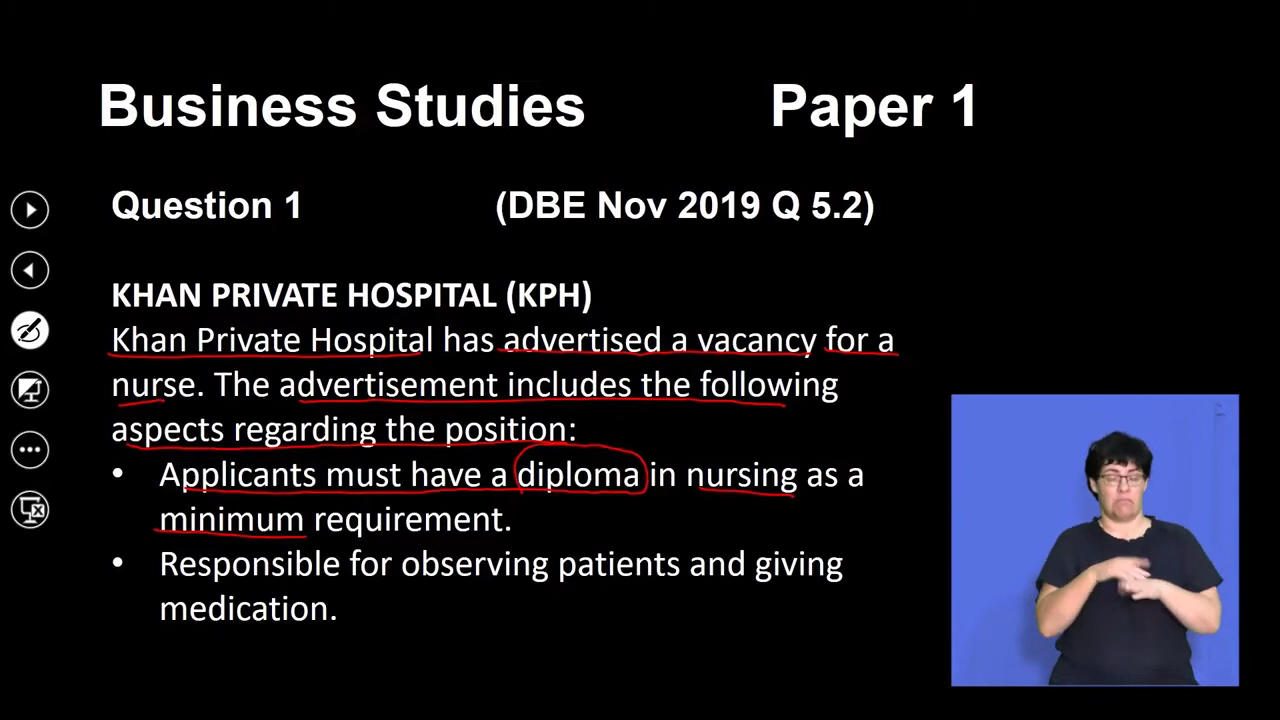 Business Studies Paper 1
Question 1 (DBE Nov 2019 Q 5.2)
KHAN PRIVATE HOSPITAL (KPH)
Khan Private Hospital has advertised a vacancy for a
nurse. The advertisement includes the following
aspects regarding the position:
• Applicants must have a diploma in nursing as a
minimum requirement.
• Responsible for observing patients and giving
medication.